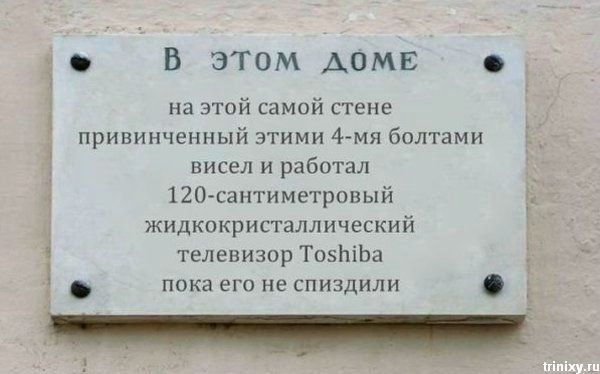 В ЭТОМ ДОМЕ
на этой самой стене
привинченный этими 4-мя болтами
висел и работал
120-сантиметровый
жидкокристаллический
телевизор Toshiba
пока его не спиздили
trinixy.ru